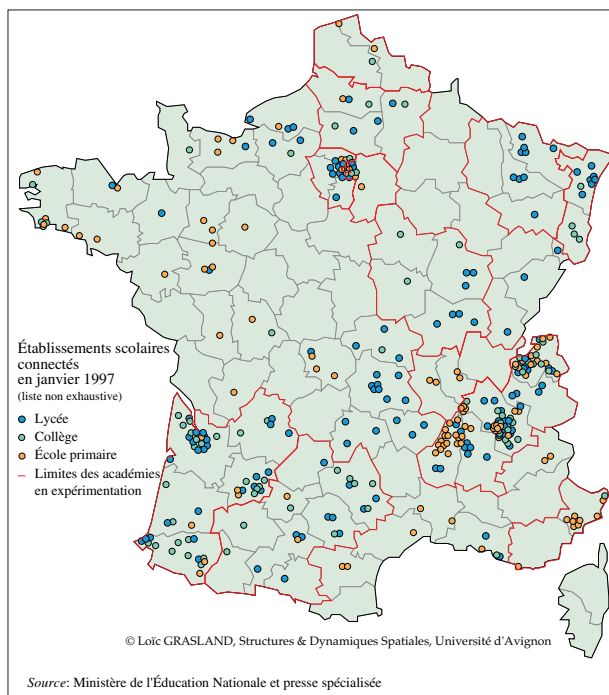 Établissements scolaires
connectés
en janvier 1997
(liste non exhaustive)
Lycée
Collège
École primaire
Limites des académies
en expérimentation
© Loïc GRASLAND, Structures & Dynamiques Spatiales, Université d'Avignon
Source: Ministère de l'Éducation Nationale et presse spécialisée